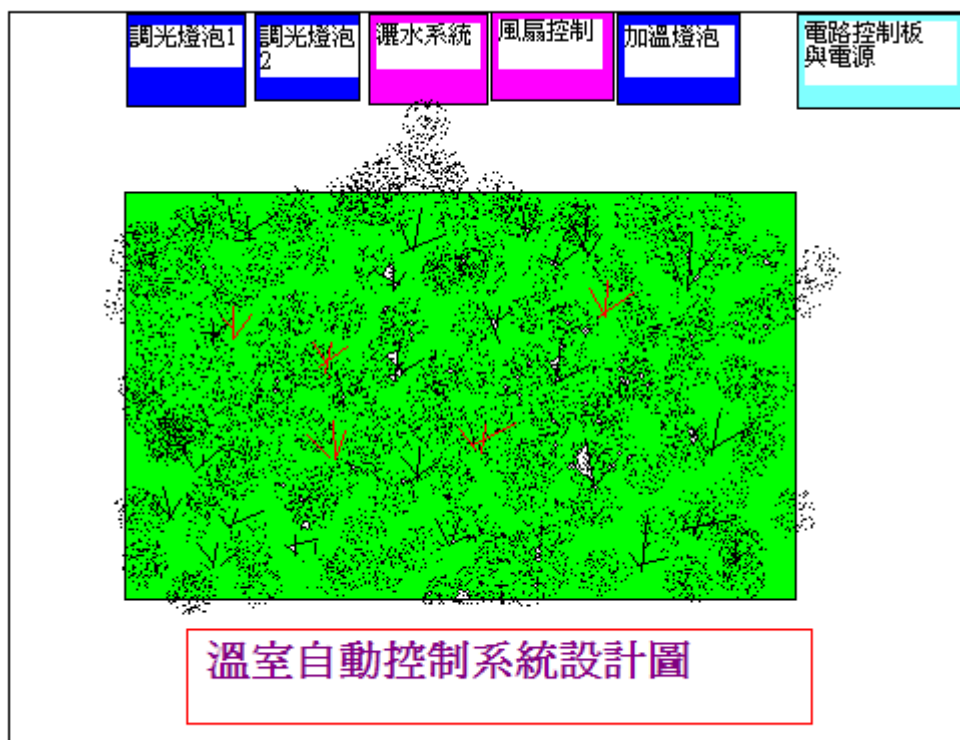 調光燈泡1
調光燈泡
2
灑水系統
風扇控制
加溫燈泡
電路控制板
與電源
溫室自動控制系統設計圖